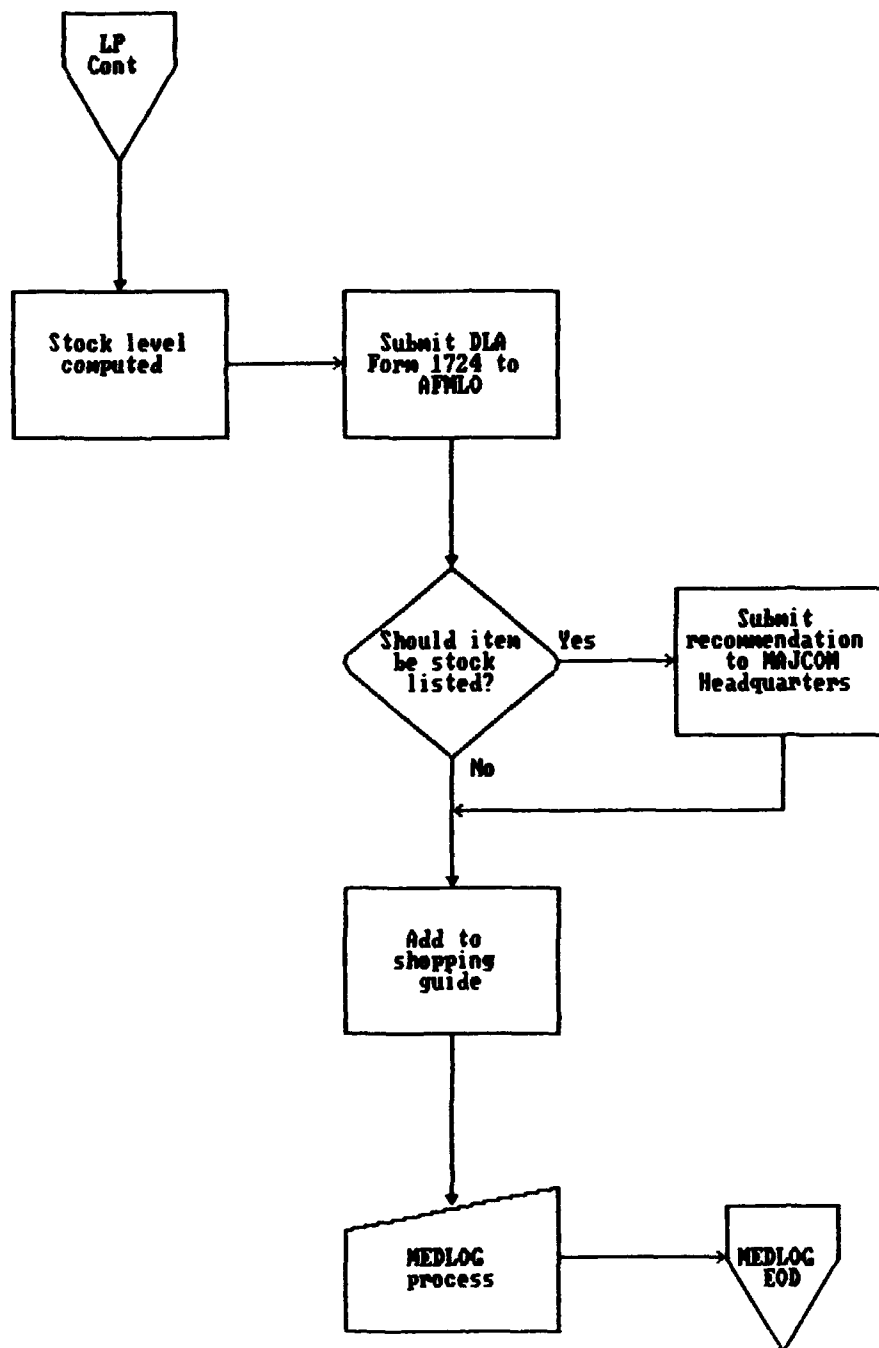 LP
Cont
Stock level
computed
Submit DLA
Form 1724 to
AFMLO
Should item
be stock
listed?
Yes
Submit
recommendation
to MAJCOM
Headquarters
No
Add to
shopping
guide
MEDLOG
process
MEDLOG
EOD